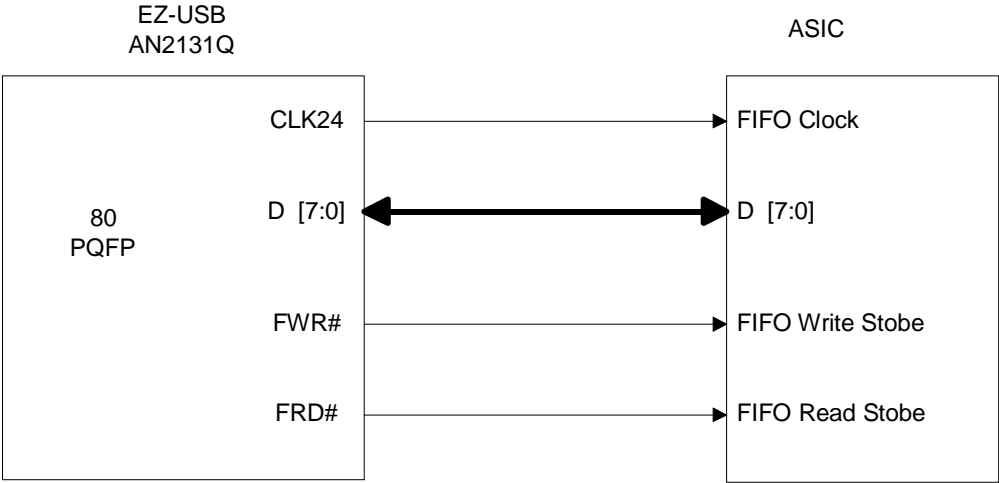 EZ-USB
AN2131Q
ASIC
CLK24
FIFO Clock
D [7:0]
D [7:0]
80
PQFP
FWR#
FIFO Write Stobe
FRD#
FIFO Read Stobe